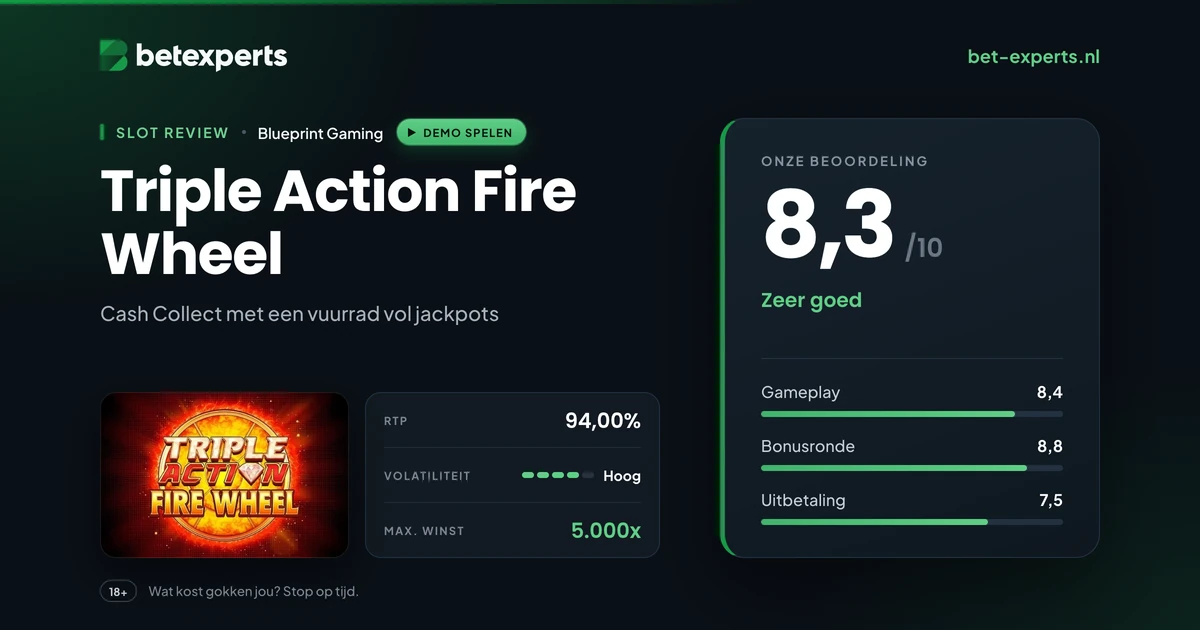 betexperts
bet-experts.nl
SLOT REVIEW • Blueprint Gaming ▶ DEMO SPELEN
Triple Action Fire
Wheel
Cash Collect met een vuurrad vol jackpots
TRIPLE
ACTION
FIRE WHEEL
RTP 94,00%
VOLATILITEIT Hoog
MAX. WINST 5.000x
18+ Wat kost gokken jou? Stop op tijd.
ONZE BEOORDELING
8,3 /10
Zeer goed
Gameplay 8,4
Bonusronde 8,8
Uitbetaling 7,5